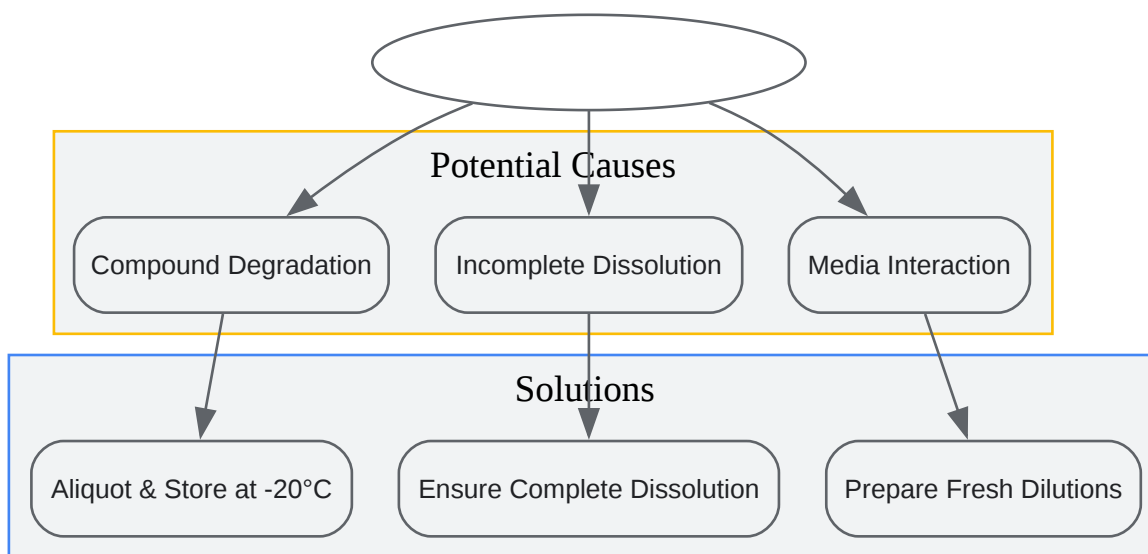 Potential Causes
Compound Degradation
Incomplete Dissolution
Media Interaction
Solutions
Aliquot & Store at -20°C
Ensure Complete Dissolution
Prepare Fresh Dilutions